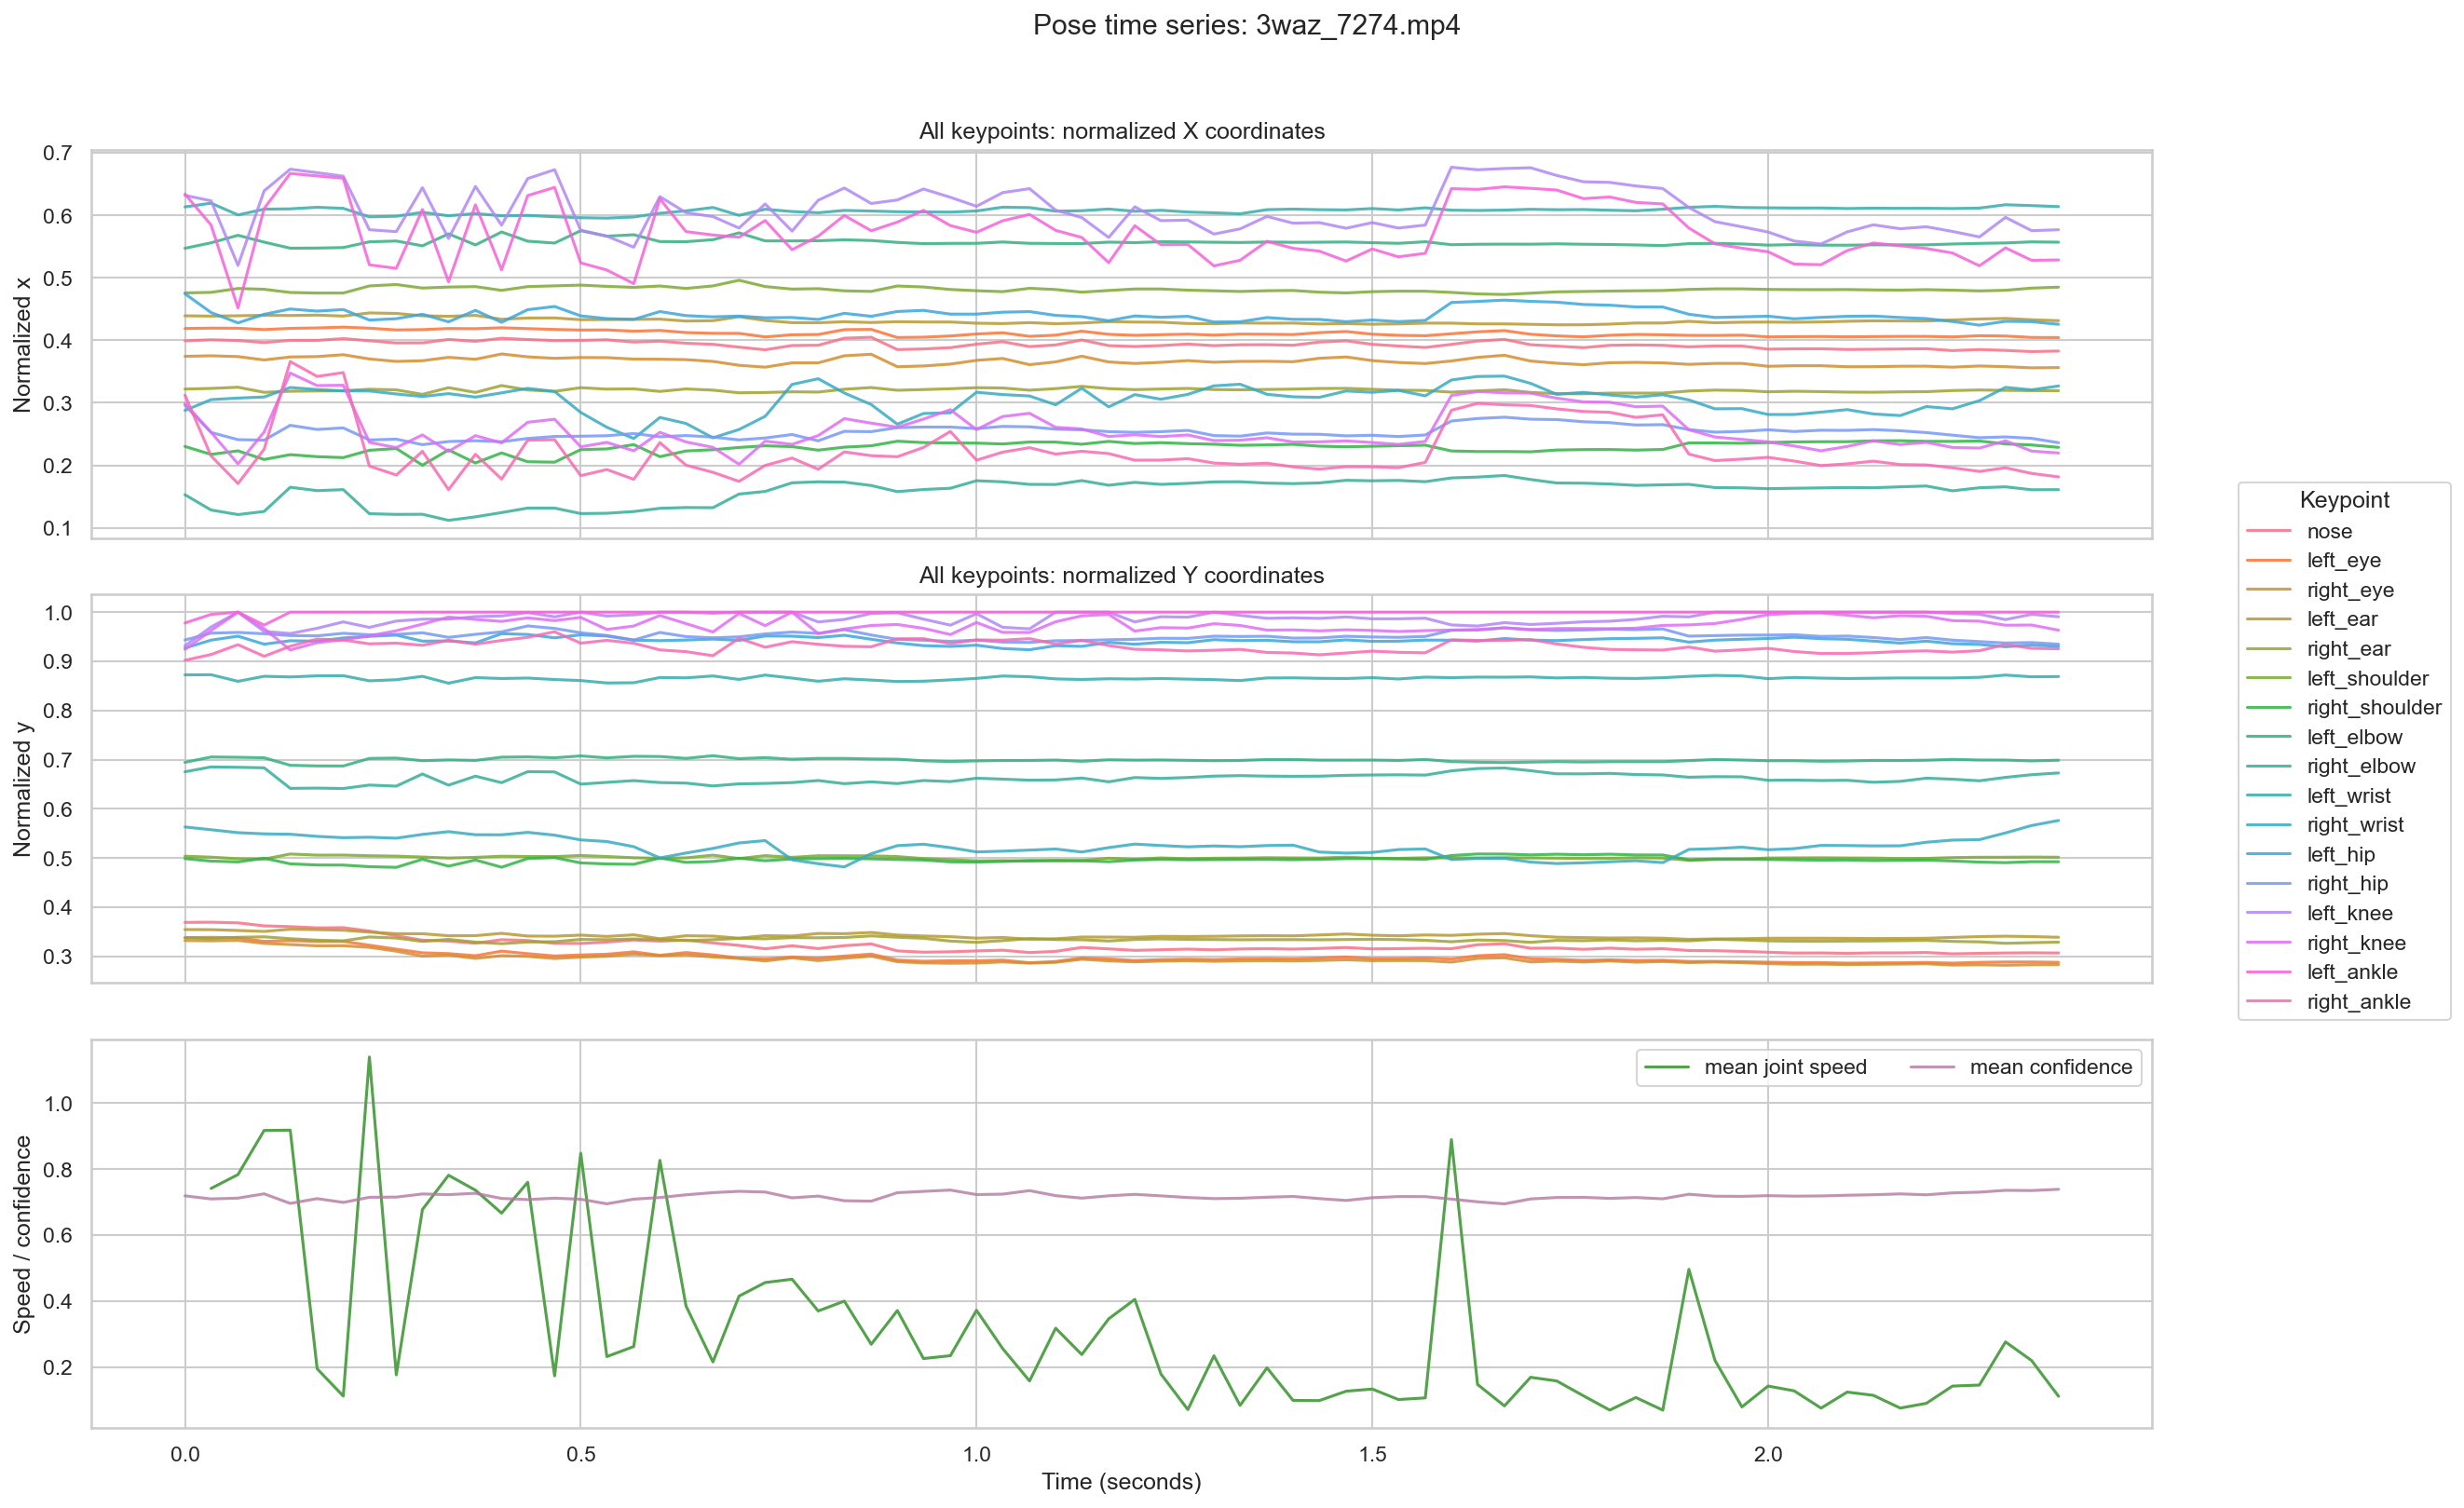 Pose time series: 3waz_7274.mp4
All keypoints: normalized X coordinates
Normalized x
0.7
0.6
0.5
0.4
0.3
0.2
0.1
All keypoints: normalized Y coordinates
Normalized y
1.0
0.9
0.8
0.7
0.6
0.5
0.4
0.3
Keypoint
nose
left_eye
right_eye
left_ear
right_ear
left_shoulder
right_shoulder
left_elbow
right_elbow
left_wrist
right_wrist
left_hip
right_hip
left_knee
right_knee
left_ankle
right_ankle
mean joint speed
mean confidence
Speed / confidence
1.0
0.8
0.6
0.4
0.2
0.0
0.5
1.0
1.5
2.0
Time (seconds)